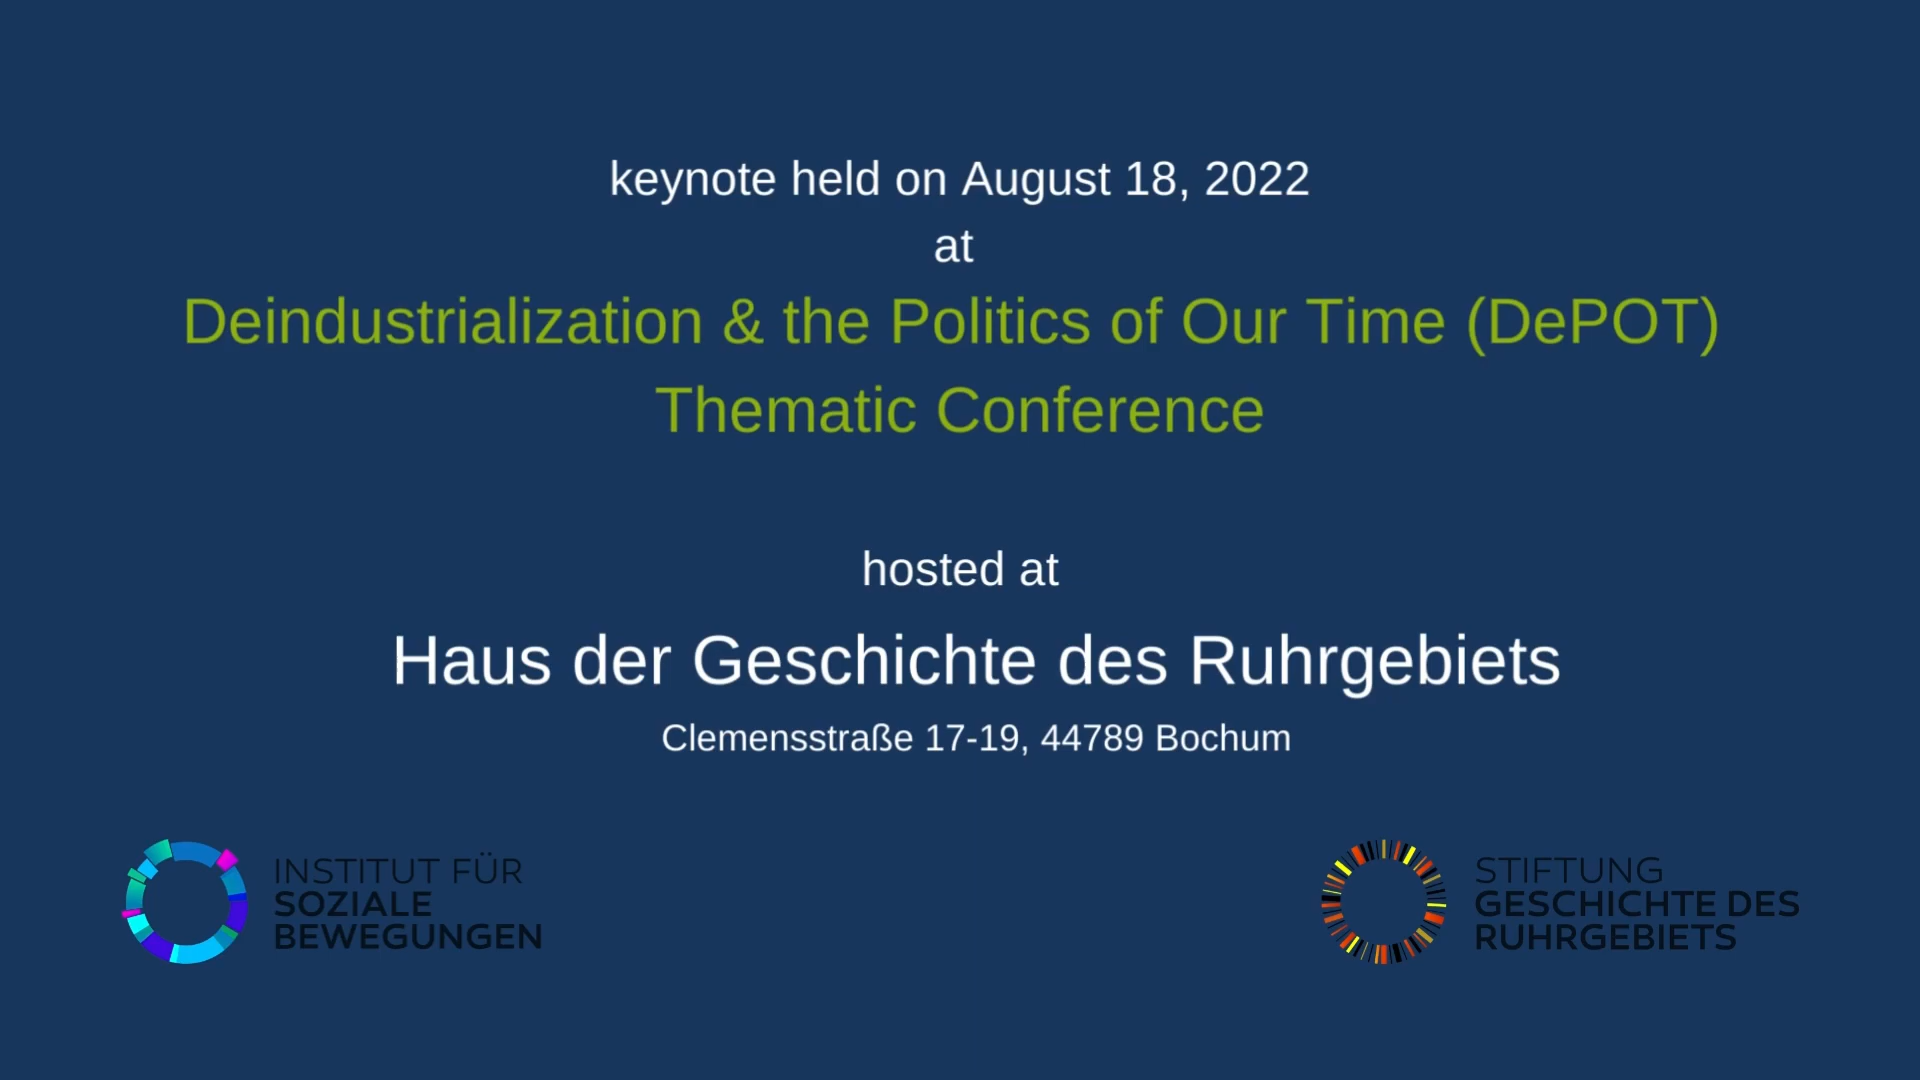 keynote held on August 18, 2022
at
Deindustrialization & the Politics of Our Time (DePOT)
Thematic Conference
hosted at
Haus der Geschichte des Ruhrgebiets
Clemensstraße 17-19, 44789 Bochum
INSTITUT FÜR
SOZIALE
BEWEGUNGEN
STIFTUNG
GESCHICHTE DES
RUHRGEBIETS